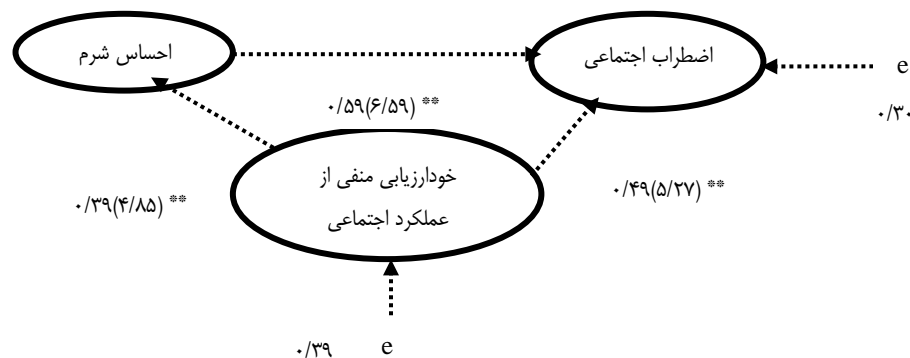 احساس شرم
اضطراب اجتماعی
e
۰/۳۰
۰/۵۹(۶/۵۹) **
خودارزیابی منفی از
عملکرد اجتماعی
۰/۳۹(۴/۸۵) **
۰/۴۹(۵/۲۷) **
۰/۳۹
e